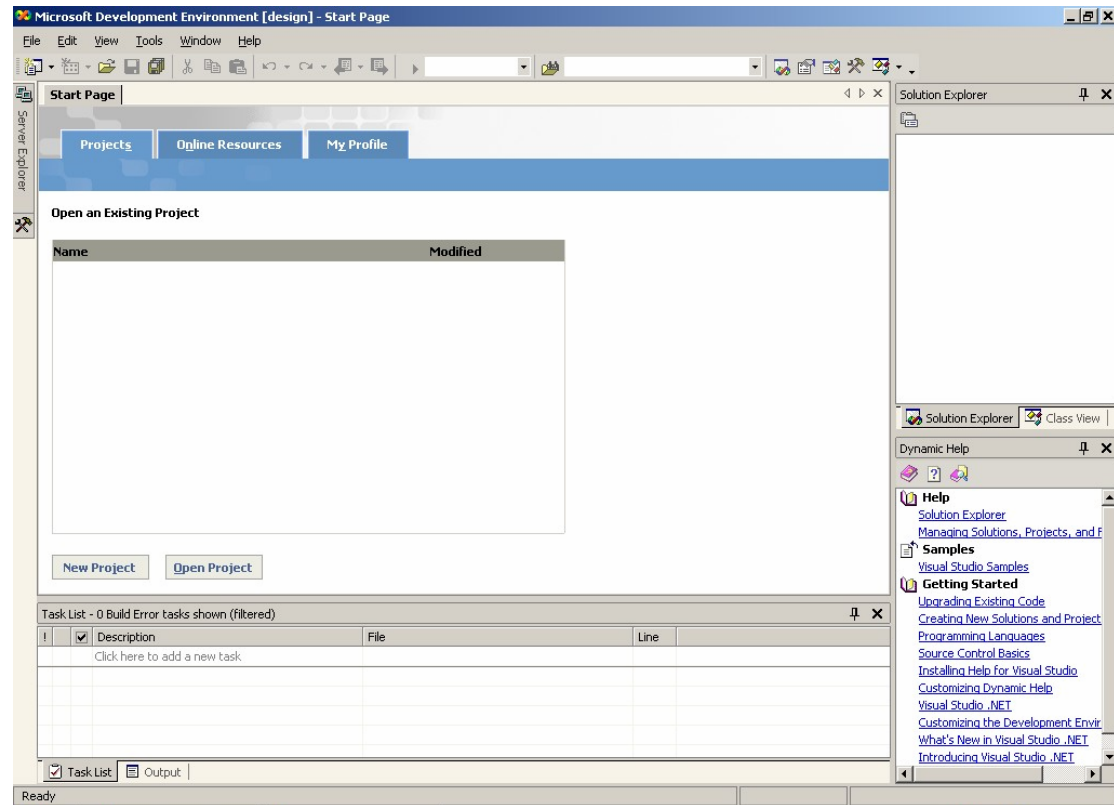 Microsoft Development Environment [design] - Start Page
File Edit View Tools Window Help
Start Page
Server Explorer
Projects Online Resources My Profile
Open an Existing Project
Name Modified
New Project Open Project
Task List - 0 Build Error tasks shown (filtered)
! Description File Line
Click here to add a new task
Task List Output
Ready
Solution Explorer
Solution Explorer Class View
Dynamic Help
Help
Solution Explorer
Managing Solutions, Projects, and F
Samples
Visual Studio Samples
Getting Started
Upgrading Existing Code
Creating New Solutions and Project
Programming Languages
Source Control Basics
Installing Help for Visual Studio
Customizing Dynamic Help
Visual Studio .NET
Customizing the Development Envir
What's New in Visual Studio .NET
Introducing Visual Studio .NET